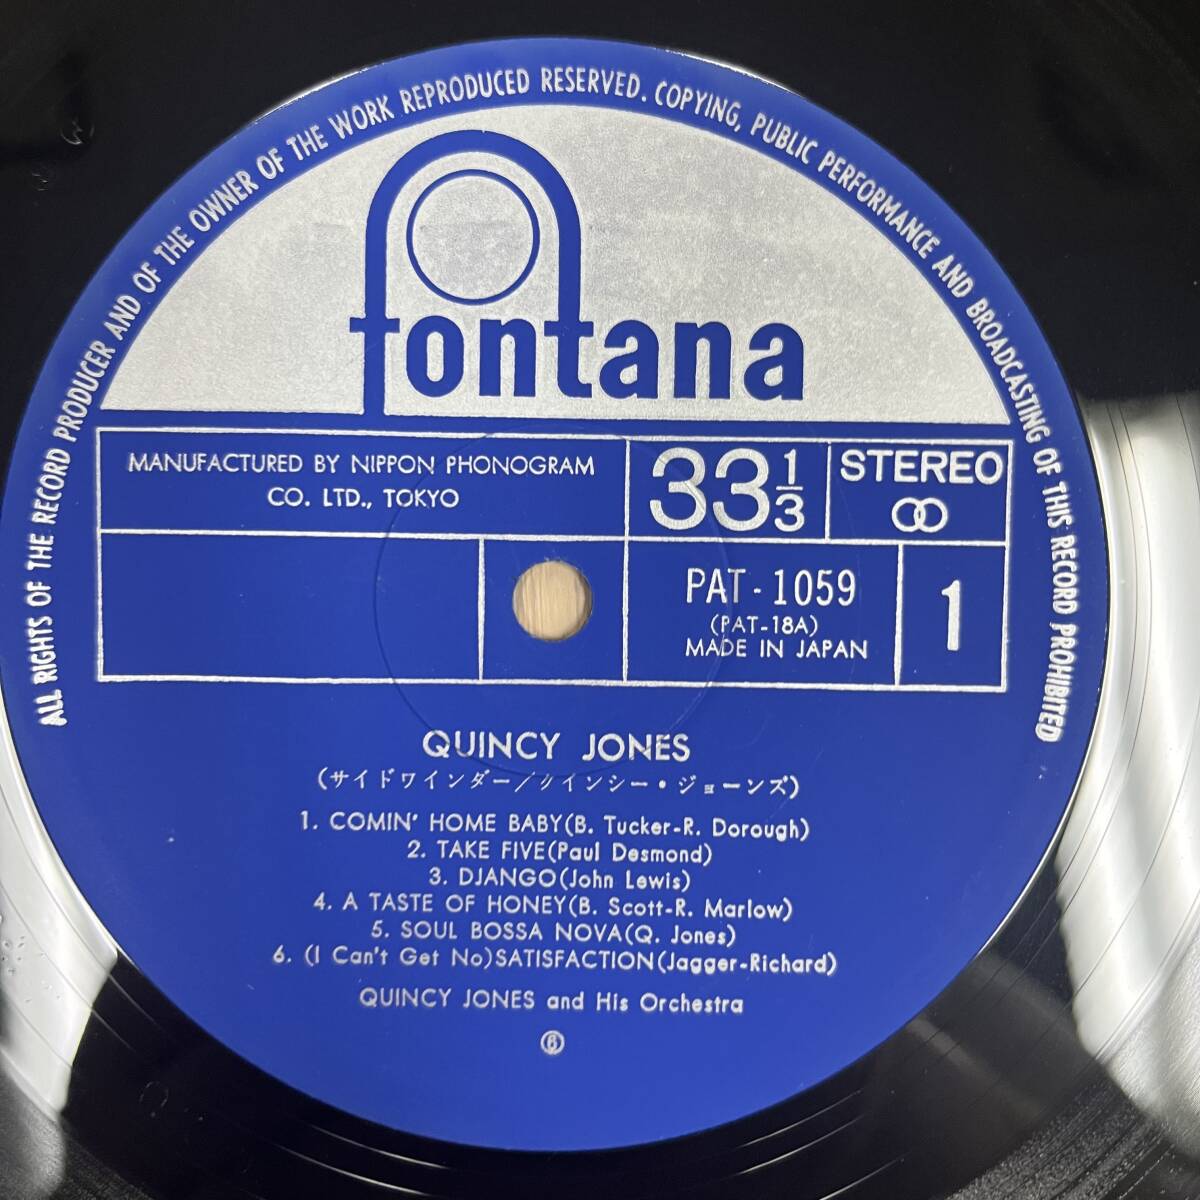 ALL RIGHTS OF THE RECORD PRODUCER AND OF THE OWNER OF THE WORK REPRODUCED RESERVED. COPYING, PUBLIC PERFORMANCE AND BROADCASTING OF THIS RECORD PROHIBITED
fontana
MANUFACTURED BY NIPPON PHONOGRAM
CO. LTD., TOKYO
33 1/3
STEREO
PAT-1059
(PAT-18A)
MADE IN JAPAN
1
QUINCY JONES
(サイドワインダー/クインシー・ジョーンズ)
1. COMIN' HOME BABY(B. Tucker-R. Dorough)
2. TAKE FIVE(Paul Desmond)
3. DJANGO(John Lewis)
4. A TASTE OF HONEY(B. Scott-R. Marlow)
5. SOUL BOSSA NOVA(Q. Jones)
6. (I Can't Get No)SATISFACTION(Jagger-Richard)
QUINCY JONES and His Orchestra